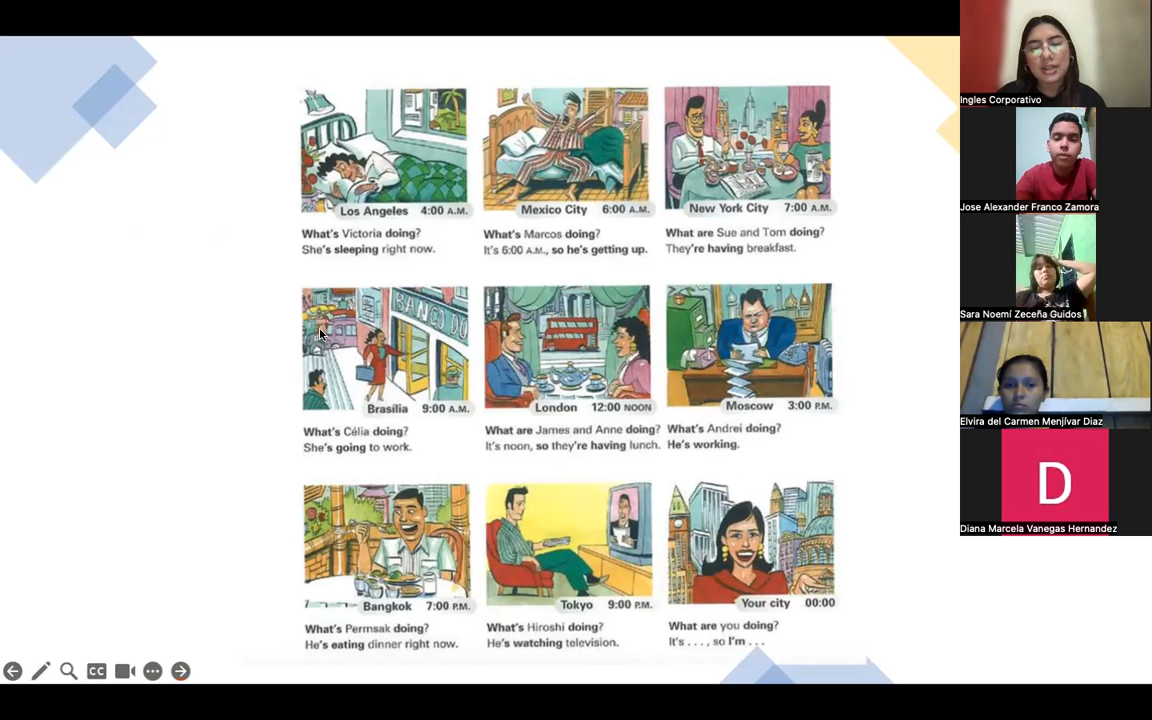 Los Angeles 4:00 A.M.
What's Victoria doing?
She's sleeping right now.
Mexico City 6:00 A.M.
What's Marcos doing?
It's 6:00 A.M., so he's getting up.
New York City 7:00 A.M.
What are Sue and Tom doing?
They're having breakfast.
BANCO DO
Brasília 9:00 A.M.
What's Célia doing?
She's going to work.
London 12:00 NOON
What are James and Anne doing?
It's noon, so they're having lunch.
Moscow 3:00 P.M.
What's Andrei doing?
He's working.
Bangkok 7:00 P.M.
What's Permsak doing?
He's eating dinner right now.
Tokyo 9:00 P.M.
What's Hiroshi doing?
He's watching television.
Your city 00:00
What are you doing?
It's . . . , so I'm . . .
CC
Ingles Corporativo
Jose Alexander Franco Zamora
Sara Noemí Zeceña Guidos
Elvira del Carmen Menjívar Diaz
D
Diana Marcela Vanegas Hernandez